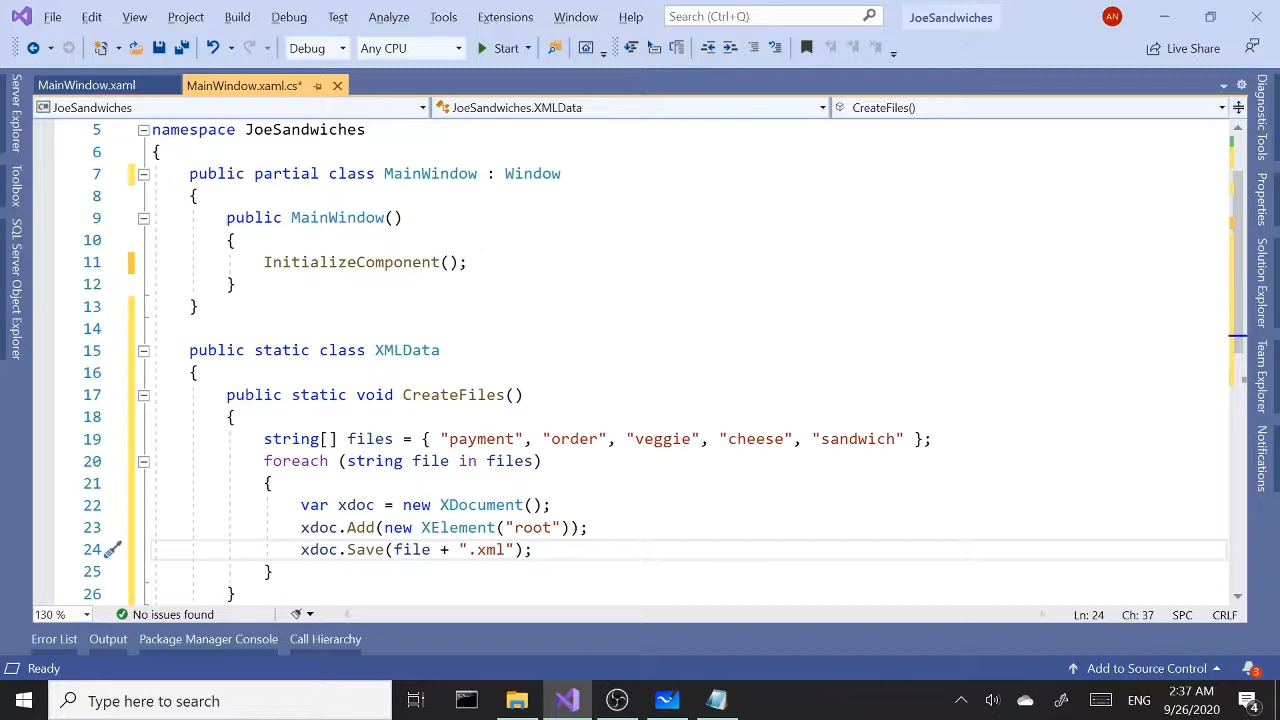 File Edit View Project Build Debug Test Analyze Tools Extensions Window Help Search (Ctrl+Q) JoeSandwiches AN
Debug Any CPU Start Live Share
MainWindow.xaml MainWindow.xaml.cs*
JoeSandwiches JoeSandwiches.XMLData CreateFiles()
Server Explorer
Toolbox
SQL Server Object Explorer
5 namespace JoeSandwiches
6 {
7 public partial class MainWindow : Window
8 {
9 public MainWindow()
10 {
11 InitializeComponent();
12 }
13 }
14
15 public static class XMLData
16 {
17 public static void CreateFiles()
18 {
19 string[] files = { "payment", "order", "veggie", "cheese", "sandwich" };
20 foreach (string file in files)
21 {
22 var xdoc = new XDocument();
23 xdoc.Add(new XElement("root"));
24 xdoc.Save(file + ".xml");
25 }
26 }
Diagnostic Tools
Properties
Solution Explorer
Team Explorer
Notifications
130 % No issues found Ln: 24 Ch: 37 SPC CRLF
Error List Output Package Manager Console Call Hierarchy
Ready Add to Source Control 3
Type here to search ENG 9:37 AM
9/26/2020 4